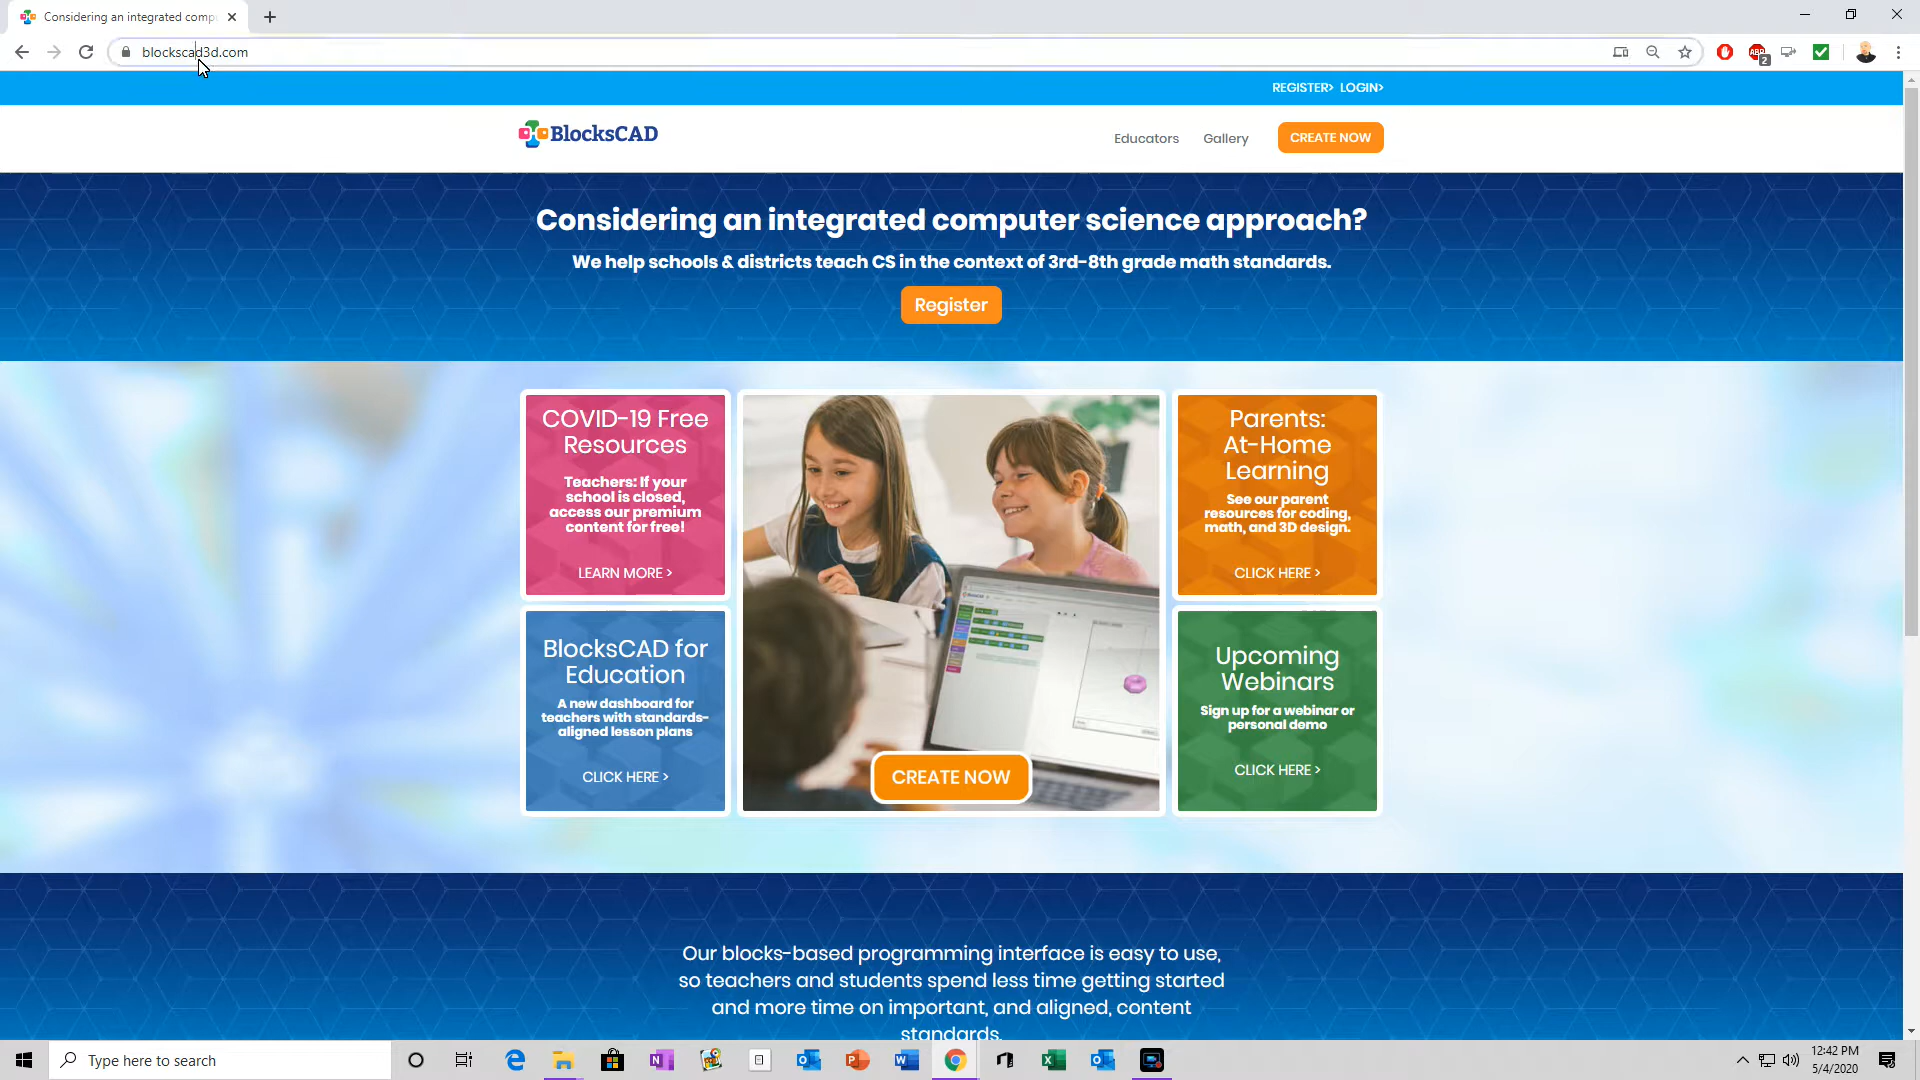 Considering an integrated comp
blockscad3d.com
2
REGISTER> LOGIN>
BlocksCAD
Educators
Gallery
CREATE NOW
Considering an integrated computer science approach?
We help schools & districts teach CS in the context of 3rd-8th grade math standards.
Register
COVID-19 Free
Resources
Teachers: If your
school is closed,
access our premium
content for free!
LEARN MORE >
Parents:
At-Home
Learning
See our parent
resources for coding,
math, and 3D design.
CLICK HERE >
BlocksCAD for
Education
A new dashboard for
teachers with standards-
aligned lesson plans
CLICK HERE >
CREATE NOW
Upcoming
Webinars
Sign up for a webinar or
personal demo
CLICK HERE >
Our blocks-based programming interface is easy to use,
so teachers and students spend less time getting started
and more time on important, and aligned, content
standards.
Type here to search
12:42 PM
5/4/2020